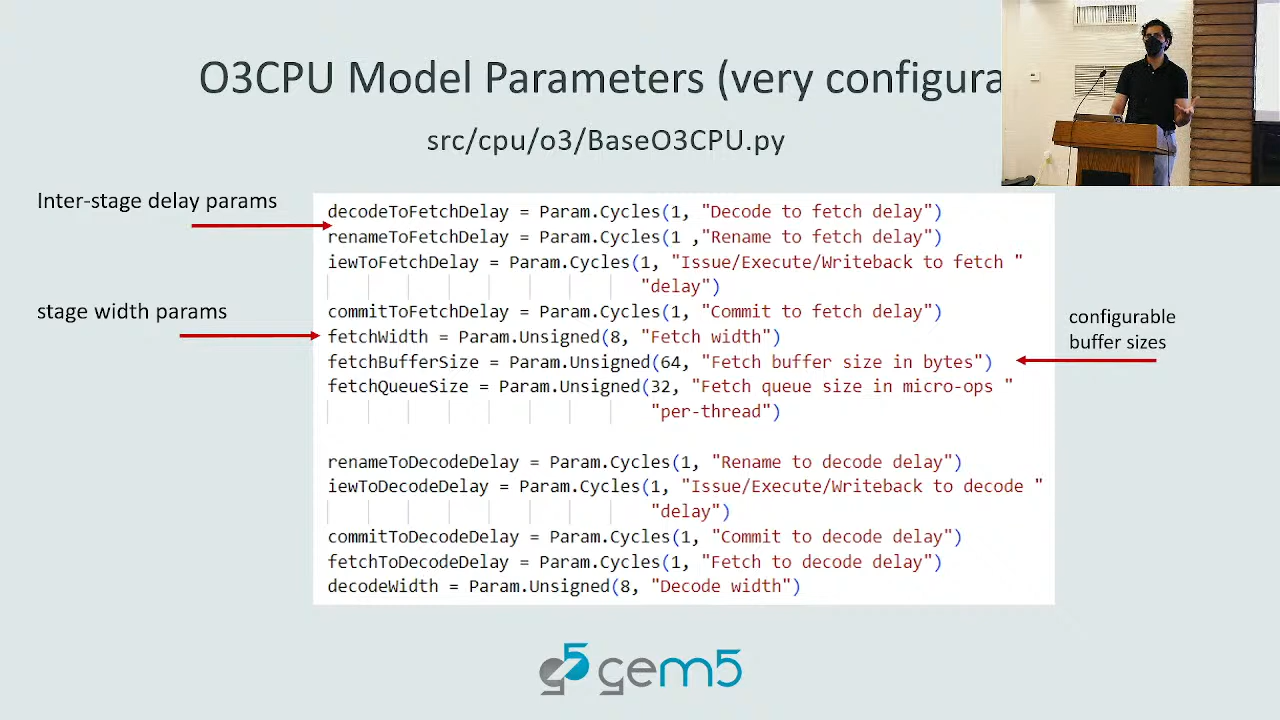 O3CPU Model Parameters (very configura
src/cpu/o3/BaseO3CPU.py
Inter-stage delay params
stage width params
configurable
buffer sizes
decodeToFetchDelay = Param.Cycles(1, "Decode to fetch delay")
renameToFetchDelay = Param.Cycles(1 ,"Rename to fetch delay")
iewToFetchDelay = Param.Cycles(1, "Issue/Execute/Writeback to fetch "
"delay")
commitToFetchDelay = Param.Cycles(1, "Commit to fetch delay")
fetchWidth = Param.Unsigned(8, "Fetch width")
fetchBufferSize = Param.Unsigned(64, "Fetch buffer size in bytes")
fetchQueueSize = Param.Unsigned(32, "Fetch queue size in micro-ops "
"per-thread")
renameToDecodeDelay = Param.Cycles(1, "Rename to decode delay")
iewToDecodeDelay = Param.Cycles(1, "Issue/Execute/Writeback to decode "
"delay")
commitToDecodeDelay = Param.Cycles(1, "Commit to decode delay")
fetchToDecodeDelay = Param.Cycles(1, "Fetch to decode delay")
decodeWidth = Param.Unsigned(8, "Decode width")
g5 gem5